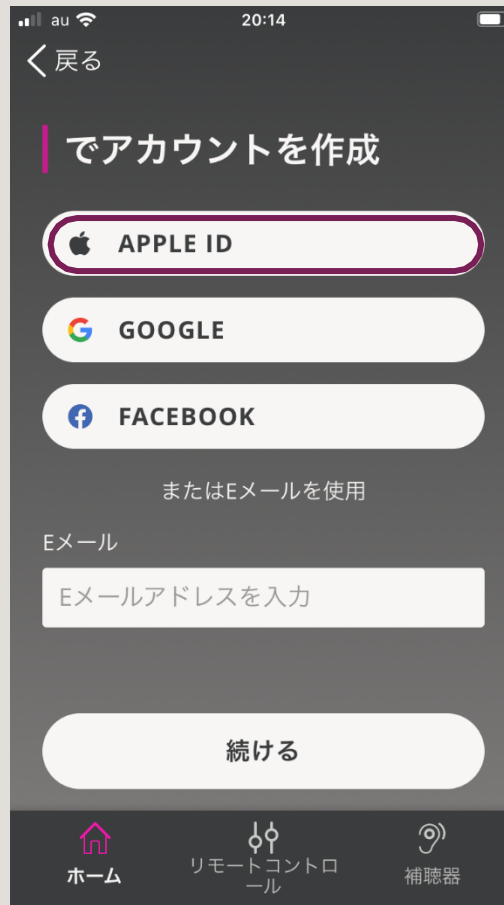 au 20:14
戻る
でアカウントを作成
APPLE ID
GOOGLE
FACEBOOK
またはEメールを使用
Eメール
Eメールアドレスを入力
続ける
ホーム
リモートコントロ
ール
補聴器